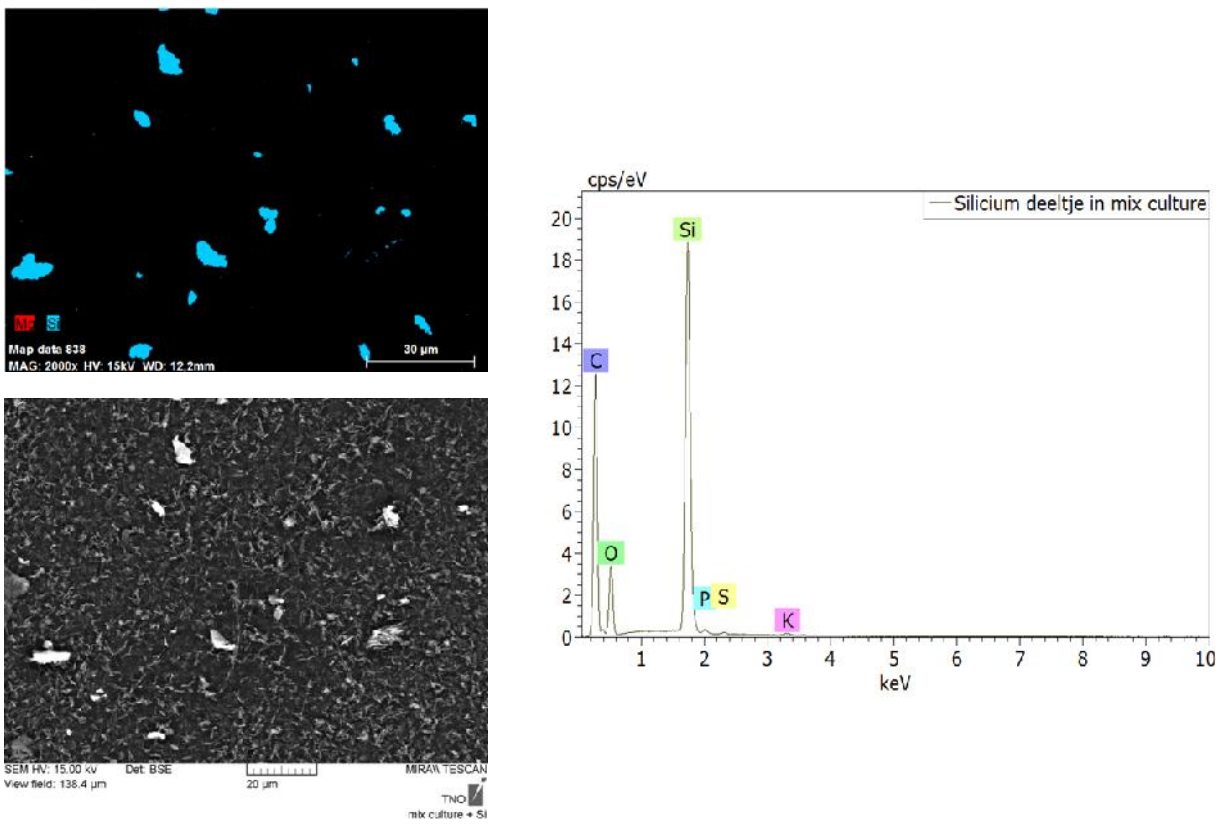 Mg Si
Map data 838
30 µm
MAG: 2000x HV: 15kV WD: 12.2mm
SEM HV: 15.00 kV Det: BSE
20 µm
MIRA\\ TESCAN
View field: 138.4 µm
TNO
mix culture + Si
cps/eV
Silicium deeltje in mix culture
20
18
16
14
12
10
8
6
4
2
0
Si
C
O
P
S
K
1 2 3 4 5 6 7 8 9 10
keV